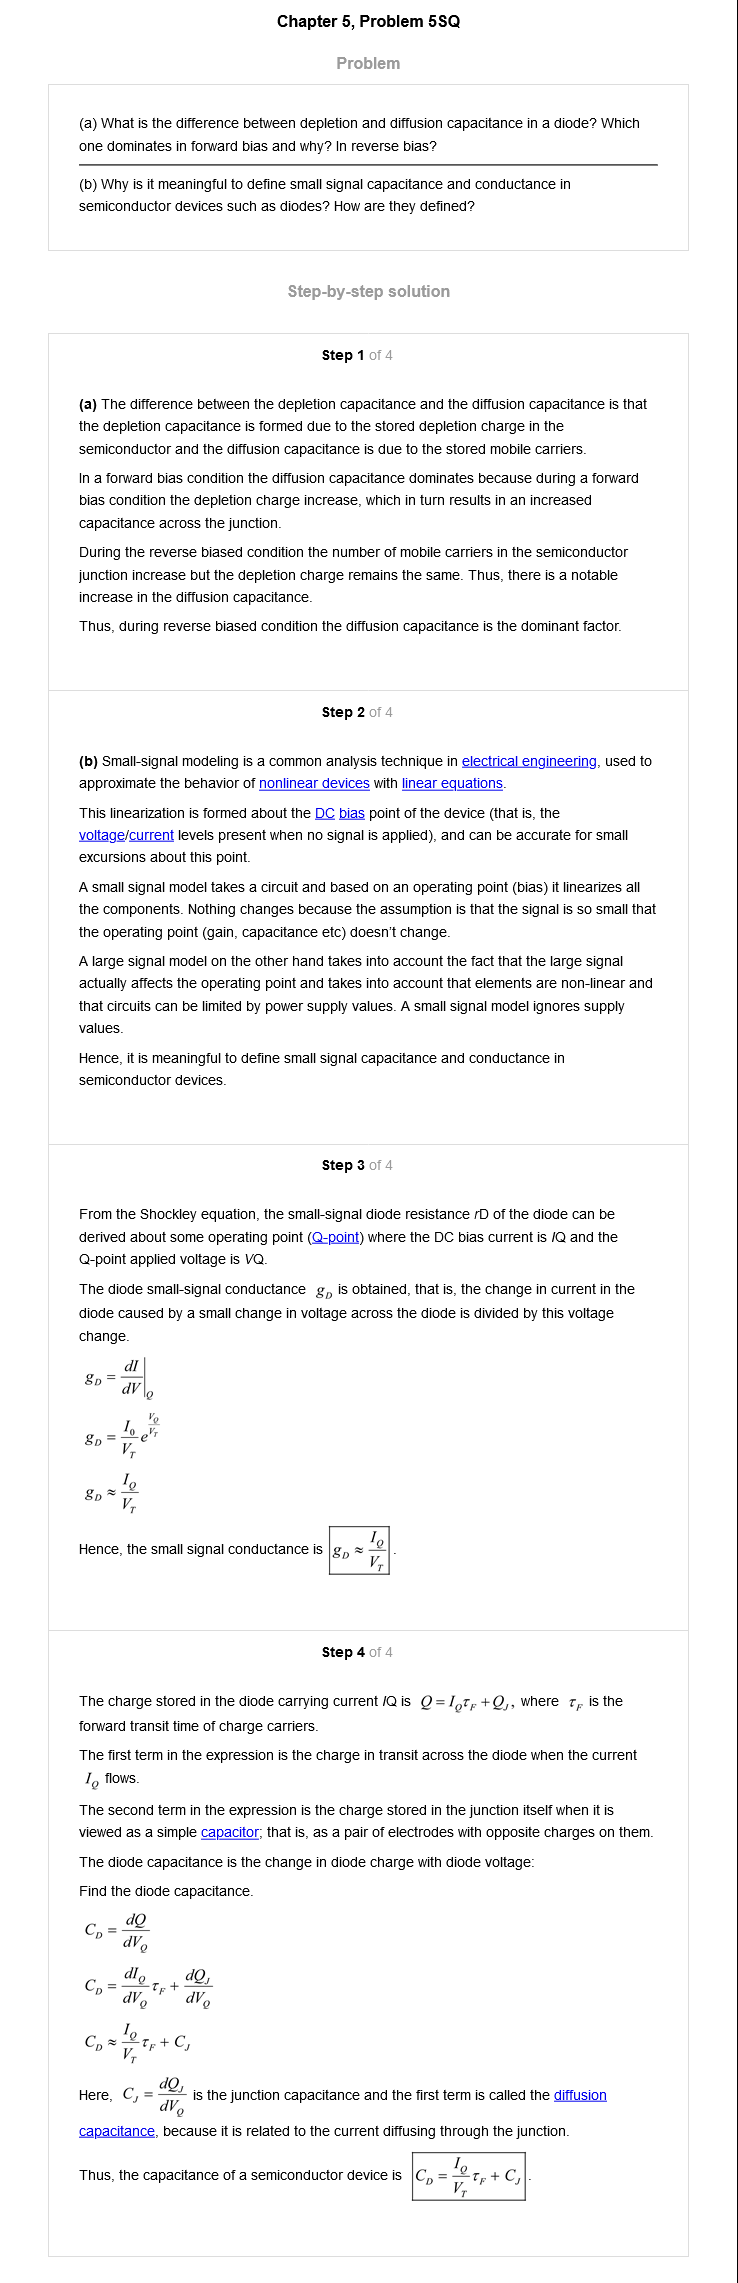 Chapter 5, Problem 5SQ
Problem
(a) What is the difference between depletion and diffusion capacitance in a diode? Which
one dominates in forward bias and why? In reverse bias?
(b) Why is it meaningful to define small signal capacitance and conductance in
semiconductor devices such as diodes? How are they defined?
Step-by-step solution
Step 1 of 4
(a) The difference between the depletion capacitance and the diffusion capacitance is that
the depletion capacitance is formed due to the stored depletion charge in the
semiconductor and the diffusion capacitance is due to the stored mobile carriers.
In a forward bias condition the diffusion capacitance dominates because during a forward
bias condition the depletion charge increase, which in turn results in an increased
capacitance across the junction.
During the reverse biased condition the number of mobile carriers in the semiconductor
junction increase but the depletion charge remains the same. Thus, there is a notable
increase in the diffusion capacitance.
Thus, during reverse biased condition the diffusion capacitance is the dominant factor.
Step 2 of 4
(b) Small-signal modeling is a common analysis technique in electrical engineering, used to
approximate the behavior of nonlinear devices with linear equations.
This linearization is formed about the DC bias point of the device (that is, the
voltage/current levels present when no signal is applied), and can be accurate for small
excursions about this point.
A small signal model takes a circuit and based on an operating point (bias) it linearizes all
the components. Nothing changes because the assumption is that the signal is so small that
the operating point (gain, capacitance etc) doesn't change.
A large signal model on the other hand takes into account the fact that the large signal
actually affects the operating point and takes into account that elements are non-linear and
that circuits can be limited by power supply values. A small signal model ignores supply
values.
Hence, it is meaningful to define small signal capacitance and conductance in
semiconductor devices.
Step 3 of 4
From the Shockley equation, the small-signal diode resistance rD of the diode can be
derived about some operating point (Q-point) where the DC bias current is IQ and the
Q-point applied voltage is VQ.
The diode small-signal conductance g_D is obtained, that is, the change in current in the
diode caused by a small change in voltage across the diode is divided by this voltage
change.
g_D = dI/dV|_Q
g_D = I_0/V_T e^(V_Q/V_T)
g_D ≈ I_Q/V_T
Hence, the small signal conductance is g_D ≈ I_Q/V_T.
Step 4 of 4
The charge stored in the diode carrying current IQ is Q = I_Qτ_F + Q_J, where τ_F is the
forward transit time of charge carriers.
The first term in the expression is the charge in transit across the diode when the current
I_Q flows.
The second term in the expression is the charge stored in the junction itself when it is
viewed as a simple capacitor; that is, as a pair of electrodes with opposite charges on them.
The diode capacitance is the change in diode charge with diode voltage:
Find the diode capacitance.
C_D = dQ/dV_Q
C_D = dI_Q/dV_Q τ_F + dQ_J/dV_Q
C_D ≈ I_Q/V_T τ_F + C_J
Here, C_J = dQ_J/dV_Q is the junction capacitance and the first term is called the diffusion
capacitance, because it is related to the current diffusing through the junction.
Thus, the capacitance of a semiconductor device is C_D = I_Q/V_T τ_F + C_J.